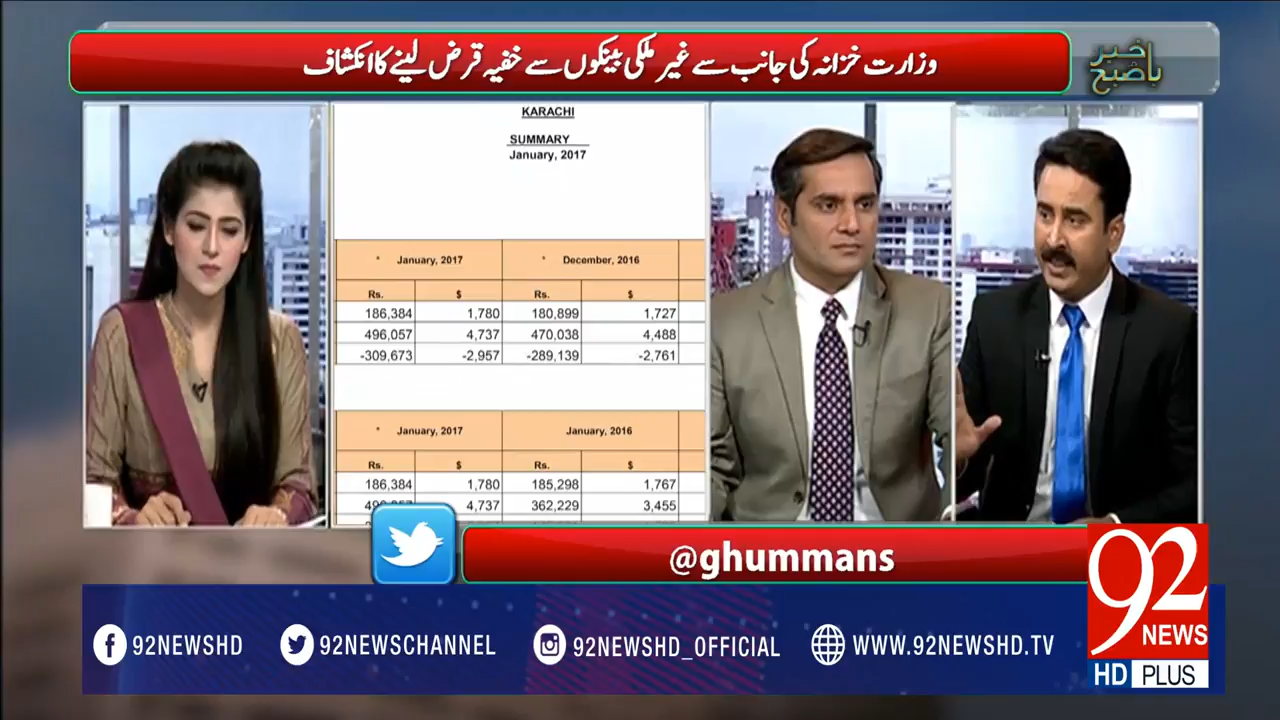 وزارت خزانہ کی جانب سے غیر ملکی بینکوں سے خفیہ قرض لینے کا انکشاف
باخبر صبح
KARACHI
SUMMARY
January, 2017
* January, 2017 * December, 2016
Rs. $ Rs. $
186,384 1,780 180,899 1,727
496,057 4,737 470,038 4,488
-309,673 -2,957 -289,139 -2,761
* January, 2017 January, 2016
Rs. $ Rs. $
186,384 1,780 185,298 1,767
4,737 362,229 3,455
@ghummans
92 NEWS
HD PLUS
92NEWSHD 92NEWSCHANNEL 92NEWSHD_OFFICIAL WWW.92NEWSHD.TV